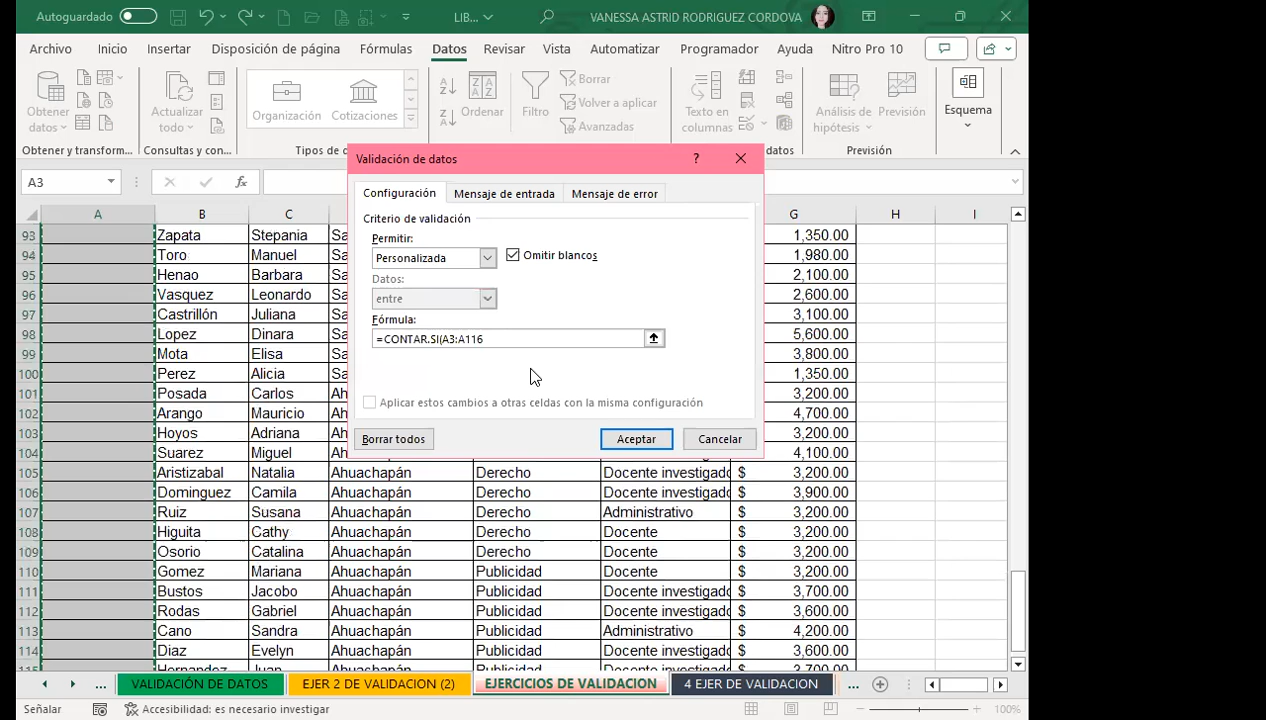 Autoguardado LIB... VANESSA ASTRID RODRIGUEZ CORDOVA
Archivo Inicio Insertar Disposición de página Fórmulas Datos Revisar Vista Automatizar Programador Ayuda Nitro Pro 10
Obtener datos
Actualizar todo
Organización Cotizaciones
Ordenar
Filtro
Borrar
Volver a aplicar
Avanzadas
Texto en columnas
Análisis de hipótesis
Previsión
Esquema
Obtener y transform... Consultas y con... Tipos de Previsión
A3 fx
Validación de datos ?
Configuración Mensaje de entrada Mensaje de error
Criterio de validación
Permitir:
Personalizada Omitir blancos
Datos:
entre
Fórmula:
=CONTAR.SI(A3:A116
Aplicar estos cambios a otras celdas con la misma configuración
Borrar todos Aceptar Cancelar
A B C G H I
93 Zapata Stepania 1,350.00
94 Toro Manuel 1,980.00
95 Henao Barbara 2,100.00
96 Vasquez Leonardo 2,600.00
97 Castrillón Juliana 3,100.00
98 Lopez Dinara 5,600.00
99 Mota Elisa 3,800.00
100 Perez Alicia 1,350.00
101 Posada Carlos 3,200.00
102 Arango Mauricio 4,700.00
103 Hoyos Adriana 3,200.00
104 Suarez Miguel 4,100.00
105 Aristizabal Natalia Ahuachapán Derecho Docente investigado $ 3,200.00
106 Dominguez Camila Ahuachapán Derecho Docente investigado $ 3,900.00
107 Ruiz Susana Ahuachapán Derecho Administrativo $ 3,200.00
108 Higuita Cathy Ahuachapán Derecho Docente $ 3,200.00
109 Osorio Catalina Ahuachapán Derecho Docente $ 3,200.00
110 Gomez Mariana Ahuachapán Publicidad Docente $ 3,200.00
111 Bustos Jacobo Ahuachapán Publicidad Docente investigado $ 3,700.00
112 Rodas Gabriel Ahuachapán Publicidad Docente investigado $ 3,600.00
113 Cano Sandra Ahuachapán Publicidad Administrativo $ 4,200.00
114 Diaz Evelyn Ahuachapán Publicidad Docente investigado $ 3,600.00
115 Hernandez Juan Ahuachapán Publicidad Docente investigado $ 3,700.00
... VALIDACIÓN DE DATOS EJER 2 DE VALIDACION (2) EJERCICIOS DE VALIDACION 4 EJER DE VALIDACION ...
Señalar Accesibilidad: es necesario investigar 100%